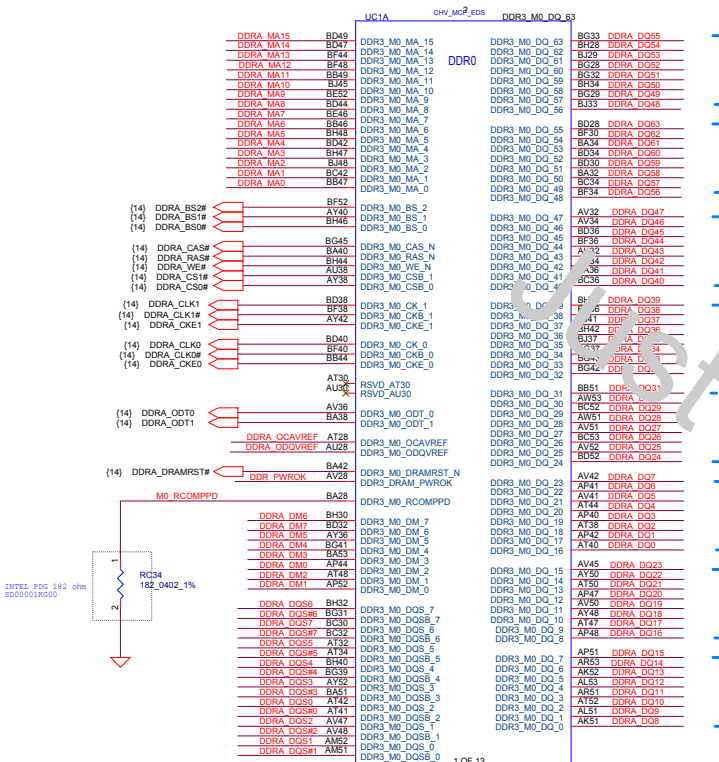 UC1A CHV_MCP_EDS ? DDR3_M0_DQ_63
DDR0
DDRA_MA15 BD49 DDR3_M0_MA_15
DDRA_MA14 BD47 DDR3_M0_MA_14
DDRA_MA13 BF44 DDR3_M0_MA_13
DDRA_MA12 BF48 DDR3_M0_MA_12
DDRA_MA11 BB49 DDR3_M0_MA_11
DDRA_MA10 BJ45 DDR3_M0_MA_10
DDRA_MA9 BE52 DDR3_M0_MA_9
DDRA_MA8 BD44 DDR3_M0_MA_8
DDRA_MA7 BE46 DDR3_M0_MA_7
DDRA_MA6 BB46 DDR3_M0_MA_6
DDRA_MA5 BH48 DDR3_M0_MA_5
DDRA_MA4 BD42 DDR3_M0_MA_4
DDRA_MA3 BH47 DDR3_M0_MA_3
DDRA_MA2 BJ48 DDR3_M0_MA_2
DDRA_MA1 BC42 DDR3_M0_MA_1
DDRA_MA0 BB47 DDR3_M0_MA_0
{14} DDRA_BS2# BF52 DDR3_M0_BS_2
{14} DDRA_BS1# AY40 DDR3_M0_BS_1
{14} DDRA_BS0# BH46 DDR3_M0_BS_0
{14} DDRA_CAS# BG45 DDR3_M0_CAS_N
{14} DDRA_RAS# BA40 DDR3_M0_RAS_N
{14} DDRA_WE# BH44 DDR3_M0_WE_N
{14} DDRA_CS1# AU38 DDR3_M0_CSB_1
{14} DDRA_CS0# AY38 DDR3_M0_CSB_0
{14} DDRA_CLK1 BD38 DDR3_M0_CK_1
{14} DDRA_CLK1# BF38 DDR3_M0_CKB_1
{14} DDRA_CKE1 AY42 DDR3_M0_CKE_1
{14} DDRA_CLK0 BD40 DDR3_M0_CK_0
{14} DDRA_CLK0# BF40 DDR3_M0_CKB_0
{14} DDRA_CKE0 BB44 DDR3_M0_CKE_0
AT30 RSVD_AT30
AU30 RSVD_AU30
{14} DDRA_ODT0 AV36 DDR3_M0_ODT_0
{14} DDRA_ODT1 BA38 DDR3_M0_ODT_1
DDRA_OCAVREF AT28 DDR3_M0_OCAVREF
DDRA_ODQVREF AU28 DDR3_M0_ODQVREF
{14} DDRA_DRAMRST# BA42 DDR3_M0_DRAMRST_N
DDR_PWROK AV28 DDR3_DRAM_PWROK
M0_RCOMPPD BA28 DDR3_M0_RCOMPPD
DDRA_DM6 BH30 DDR3_M0_DM_7
DDRA_DM7 BD32 DDR3_M0_DM_6
DDRA_DM5 AY36 DDR3_M0_DM_5
DDRA_DM4 BG41 DDR3_M0_DM_4
DDRA_DM3 BA53 DDR3_M0_DM_3
DDRA_DM0 AP44 DDR3_M0_DM_2
DDRA_DM2 AT48 DDR3_M0_DM_1
DDRA_DM1 AP52 DDR3_M0_DM_0
1
RC34
182_0402_1%
2
INTEL PDG 182 ohm
SD00001KG00
DDRA_DQS6 BH32 DDR3_M0_DQS_7
DDRA_DQS#6 BG31 DDR3_M0_DQSB_7
DDRA_DQS7 BC30 DDR3_M0_DQS_6
DDRA_DQS#7 BC32 DDR3_M0_DQSB_6
DDRA_DQS5 AT32 DDR3_M0_DQS_5
DDRA_DQS#5 AT34 DDR3_M0_DQSB_5
DDRA_DQS4 BH40 DDR3_M0_DQS_4
DDRA_DQS#4 BG39 DDR3_M0_DQSB_4
DDRA_DQS3 AY52 DDR3_M0_DQS_3
DDRA_DQS#3 BA51 DDR3_M0_DQSB_3
DDRA_DQS0 AT42 DDR3_M0_DQS_2
DDRA_DQS#0 AT41 DDR3_M0_DQSB_2
DDRA_DQS2 AV47 DDR3_M0_DQS_1
DDRA_DQS#2 AV48 DDR3_M0_DQSB_1
DDRA_DQS1 AM52 DDR3_M0_DQS_0
DDRA_DQS#1 AM51 DDR3_M0_DQSB_0
DDR3_M0_DQ_63 BG33 DDRA_DQ55
DDR3_M0_DQ_62 BH28 DDRA_DQ54
DDR3_M0_DQ_61 BJ29 DDRA_DQ53
DDR3_M0_DQ_60 BG28 DDRA_DQ52
DDR3_M0_DQ_59 BG32 DDRA_DQ51
DDR3_M0_DQ_58 BH34 DDRA_DQ50
DDR3_M0_DQ_57 BG29 DDRA_DQ49
DDR3_M0_DQ_56 BJ33 DDRA_DQ48
DDR3_M0_DQ_55 BD28 DDRA_DQ63
DDR3_M0_DQ_54 BF30 DDRA_DQ62
DDR3_M0_DQ_53 BA34 DDRA_DQ61
DDR3_M0_DQ_52 BD34 DDRA_DQ60
DDR3_M0_DQ_51 BD30 DDRA_DQ59
DDR3_M0_DQ_50 BA32 DDRA_DQ58
DDR3_M0_DQ_49 BC34 DDRA_DQ57
DDR3_M0_DQ_48 BF34 DDRA_DQ56
DDR3_M0_DQ_47 AV32 DDRA_DQ47
DDR3_M0_DQ_46 AV34 DDRA_DQ46
DDR3_M0_DQ_45 BD36 DDRA_DQ45
DDR3_M0_DQ_44 BF36 DDRA_DQ44
DDR3_M0_DQ_43 DDRA_DQ43
DDR3_M0_DQ_42 DDRA_DQ42
DDR3_M0_DQ_41 DDRA_DQ41
BC36 DDRA_DQ40
DDRA_DQ39
DDRA_DQ38
DDR3_M0_DQ_37 DDRA_DQ37
DDR3_M0_DQ_36 BH42 DDRA_DQ36
DDR3_M0_DQ_35 BJ37
DDR3_M0_DQ_34
DDR3_M0_DQ_33
DDR3_M0_DQ_32 BG42
DDR3_M0_DQ_31 BB51 DDRA_DQ31
DDR3_M0_DQ_30 AW53
DDR3_M0_DQ_29 BC52 DDRA_DQ29
DDR3_M0_DQ_28 AW51 DDRA_DQ28
DDR3_M0_DQ_27 AV51 DDRA_DQ27
DDR3_M0_DQ_26 BC53 DDRA_DQ26
DDR3_M0_DQ_25 AV52 DDRA_DQ25
DDR3_M0_DQ_24 BD52 DDRA_DQ24
DDR3_M0_DQ_23 AV42 DDRA_DQ7
DDR3_M0_DQ_22 AP41 DDRA_DQ6
DDR3_M0_DQ_21 AV41 DDRA_DQ5
DDR3_M0_DQ_20 AT44 DDRA_DQ4
DDR3_M0_DQ_19 AP40 DDRA_DQ3
DDR3_M0_DQ_18 AT38 DDRA_DQ2
DDR3_M0_DQ_17 AP42 DDRA_DQ1
DDR3_M0_DQ_16 AT40 DDRA_DQ0
DDR3_M0_DQ_15 AV45 DDRA_DQ23
DDR3_M0_DQ_14 AY50 DDRA_DQ22
DDR3_M0_DQ_13 AT50 DDRA_DQ21
DDR3_M0_DQ_12 AP47 DDRA_DQ20
DDR3_M0_DQ_11 AV50 DDRA_DQ19
DDR3_M0_DQ_10 AY48 DDRA_DQ18
DDR3_M0_DQ_9 AT47 DDRA_DQ17
DDR3_M0_DQ_8 AP48 DDRA_DQ16
DDR3_M0_DQ_7 AP51 DDRA_DQ15
DDR3_M0_DQ_6 AR53 DDRA_DQ14
DDR3_M0_DQ_5 AK52 DDRA_DQ13
DDR3_M0_DQ_4 AL53 DDRA_DQ12
DDR3_M0_DQ_3 AR51 DDRA_DQ11
DDR3_M0_DQ_2 AT52 DDRA_DQ10
DDR3_M0_DQ_1 AL51 DDRA_DQ9
DDR3_M0_DQ_0 AK51 DDRA_DQ8
1 OF 13
Just